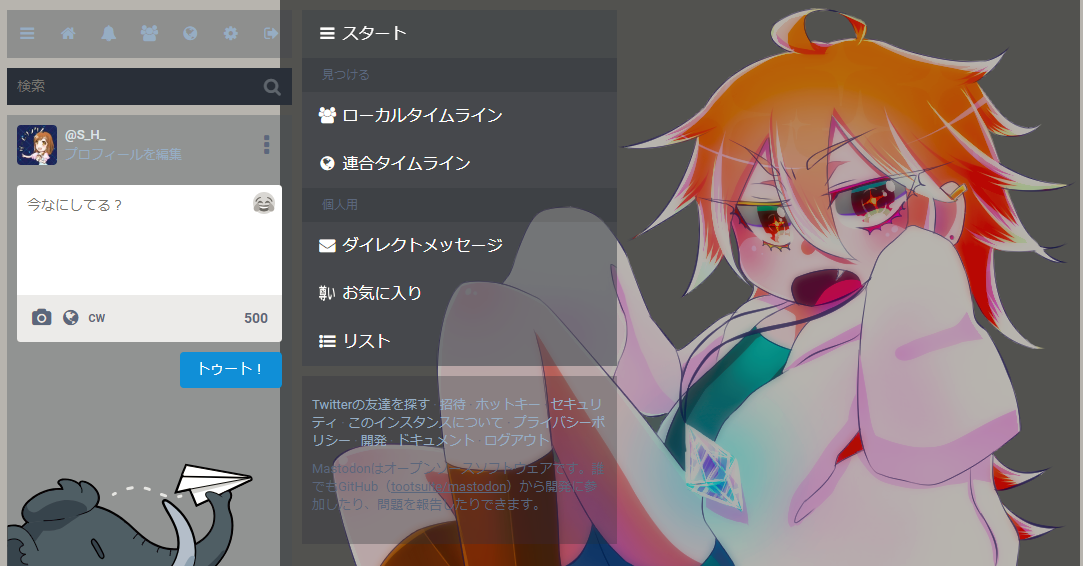 検索
@S_H_
プロフィールを編集
今なにしてる？
CW
500
トゥート！
スタート
見つける
ローカルタイムライン
連合タイムライン
個人用
ダイレクトメッセージ
尊い お気に入り
リスト
Twitterの友達を探す · 招待 · ホットキー · セキュリ
ティ · このインスタンスについて · プライバシーポ
リシー · 開発 · ドキュメント · ログアウト
Mastodonはオープンソースソフトウェアです。誰
でもGitHub（tootsuite/mastodon）から開発に参
加したり、問題を報告したりできます。